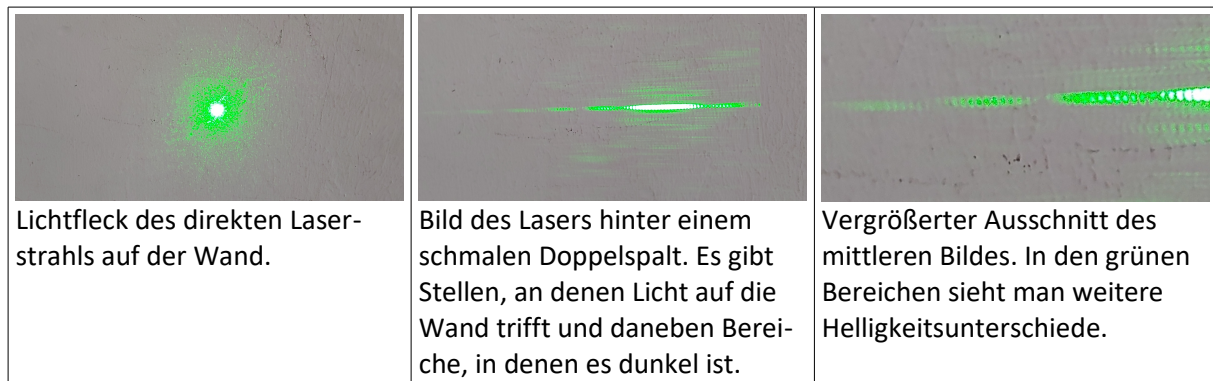 Lichtfleck des direkten Laser-
strahls auf der Wand.
Bild des Lasers hinter einem
schmalen Doppelspalt. Es gibt
Stellen, an denen Licht auf die
Wand trifft und daneben Berei-
che, in denen es dunkel ist.
Vergrößerter Ausschnitt des
mittleren Bildes. In den grünen
Bereichen sieht man weitere
Helligkeitsunterschiede.